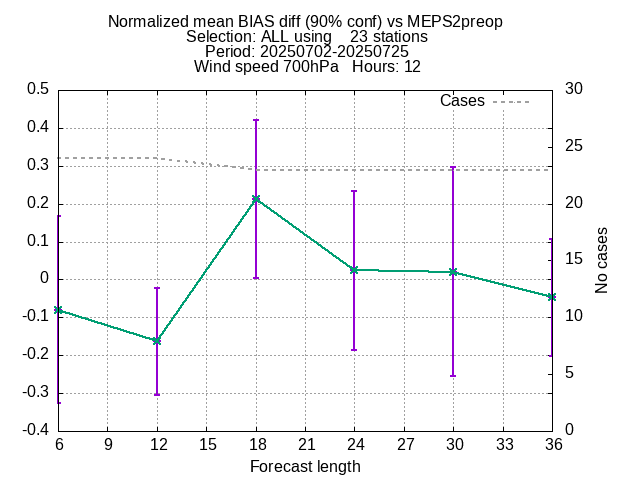 Normalized mean BIAS diff (90% conf) vs MEPS2preop
Selection: ALL using    23 stations
Period: 20250702-20250725
Wind speed 700hPa   Hours: 12
Cases
0.5
0.4
0.3
0.2
0.1
0
-0.1
-0.2
-0.3
-0.4
30
25
20
15
10
5
0
No cases
6 9 12 15 18 21 24 27 30 33 36
Forecast length